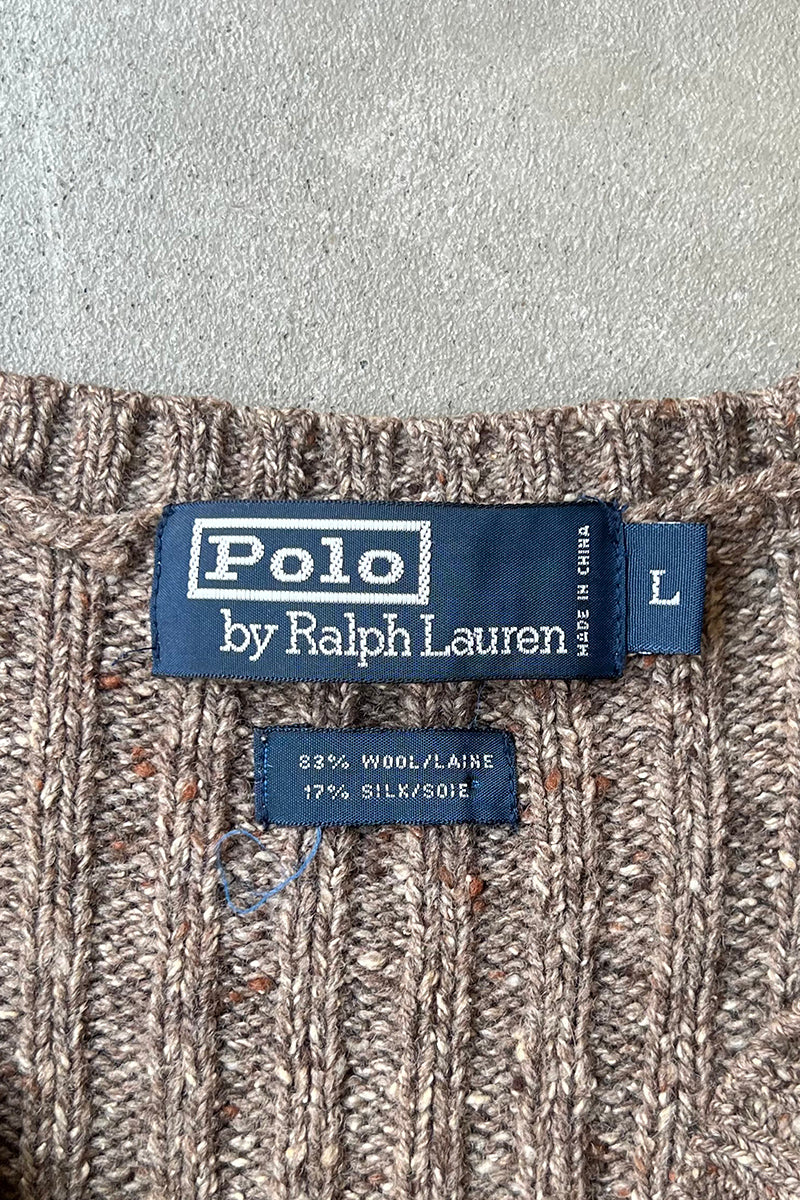 Polo
by Ralph Lauren
MADE IN CHINA
L
83% WOOL/LAINE
17% SILK/SOIE